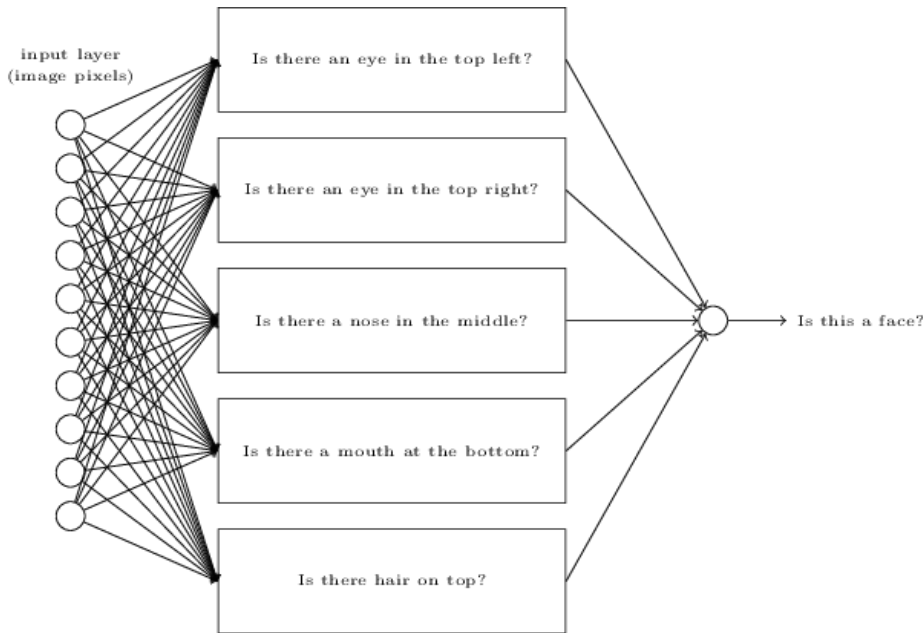 input layer
(image pixels)
Is there an eye in the top left?
Is there an eye in the top right?
Is there a nose in the middle?
Is this a face?
Is there a mouth at the bottom?
Is there hair on top?